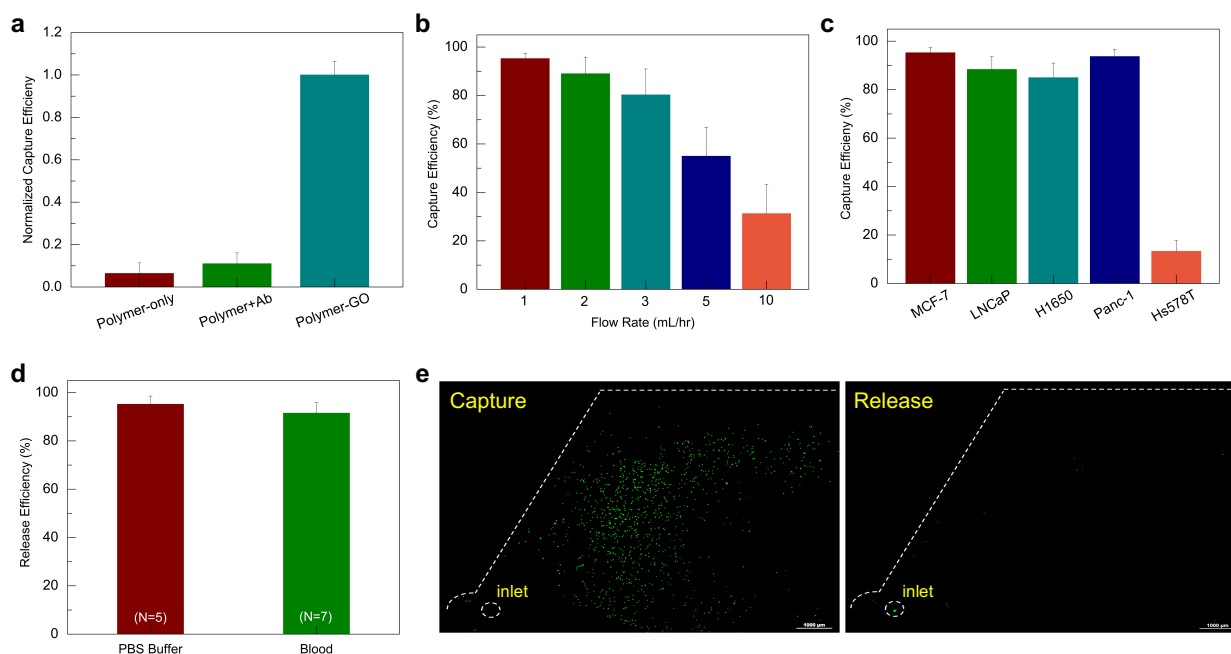 a
1.2
1.0
0.8
0.6
0.4
0.2
0.0
Normalized Capture Efficieny
Polymer-only
Polymer+Ab
Polymer-GO
b
100
80
60
40
20
0
Capture Efficiency (%)
1
2
3
5
10
Flow Rate (mL/hr)
c
100
80
60
40
20
0
Capture Efficieny (%)
MCF-7
LNCaP
H1650
Panc-1
Hs578T
d
100
80
60
40
20
0
Release Efficiency (%)
(N=5)
(N=7)
PBS Buffer
Blood
e
Capture
inlet
1000 μm
Release
inlet
1000 μm